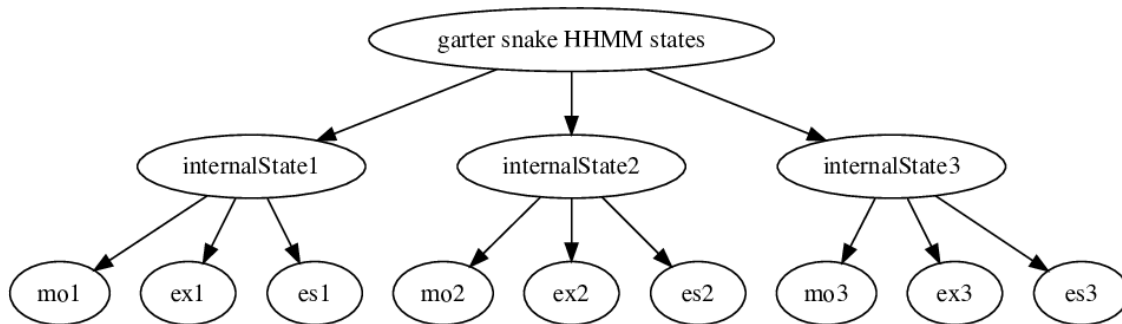 garter snake HHMM states
internalState1
internalState2
internalState3
mo1
ex1
es1
mo2
ex2
es2
mo3
ex3
es3